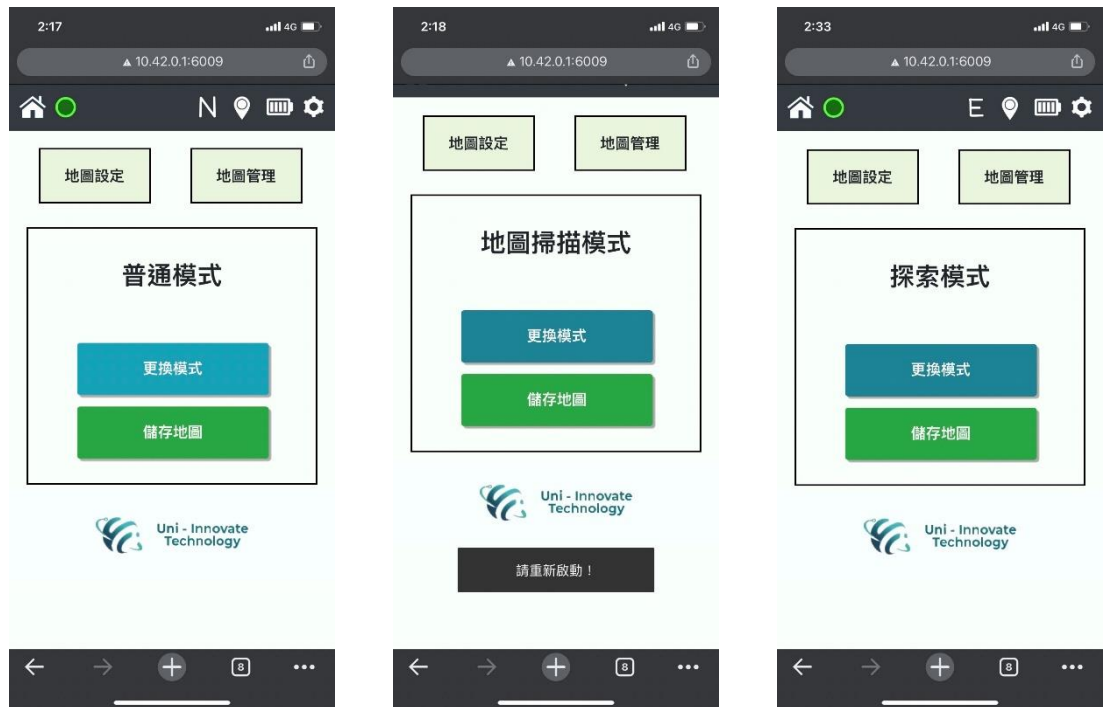 2:17
4G
10.42.0.1:6009
N
地圖設定
地圖管理
普通模式
更換模式
儲存地圖
Uni - Innovate
Technology
8
2:18
4G
10.42.0.1:6009
地圖設定
地圖管理
地圖掃描模式
更換模式
儲存地圖
Uni - Innovate
Technology
請重新啟動！
8
2:33
4G
10.42.0.1:6009
E
地圖設定
地圖管理
探索模式
更換模式
儲存地圖
Uni - Innovate
Technology
8